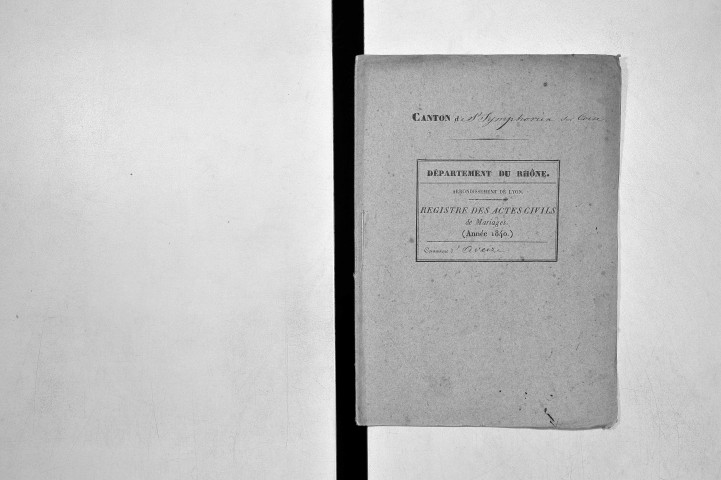 CANTON de St Symphorien sur Coise
DÉPARTEMENT DU RHÔNE.
ARRONDISSEMENT DE LYON.
REGISTRE DES ACTES CIVILS
de Mariages.
(Année 1840.)
Commune d'